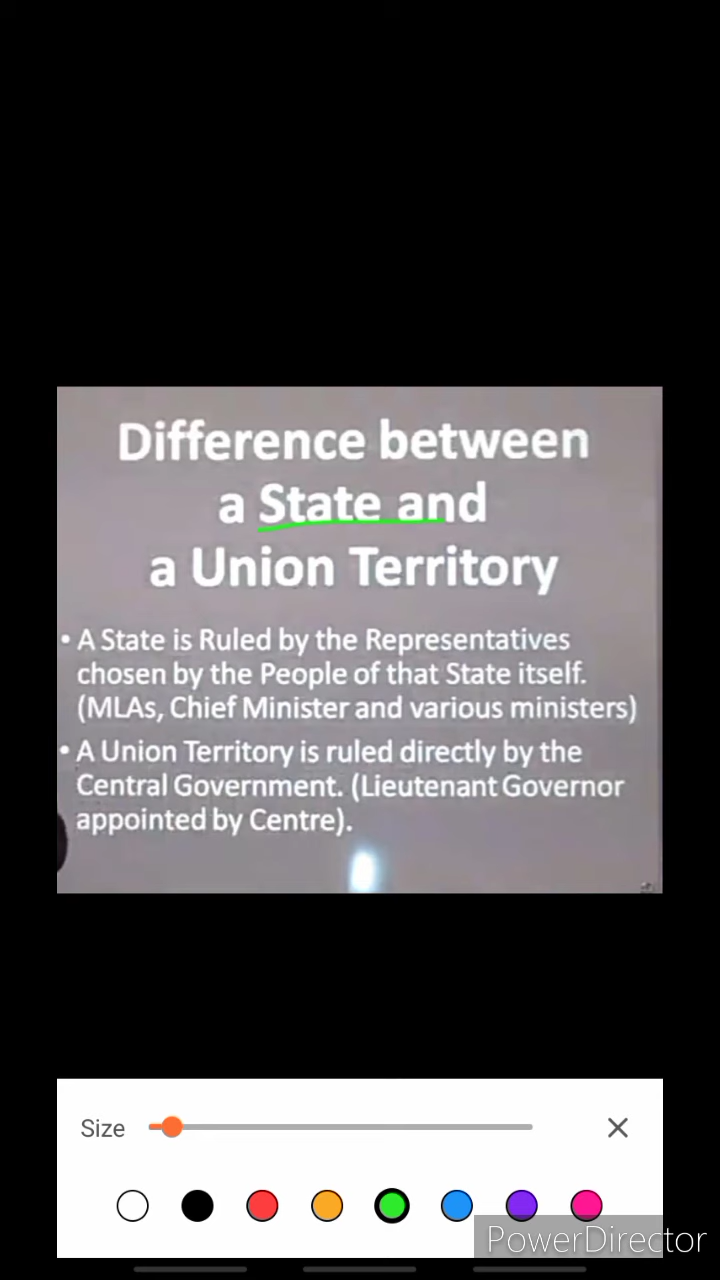 Difference between
a State and
a Union Territory
• A State is Ruled by the Representatives
chosen by the People of that State itself.
(MLAs, Chief Minister and various ministers)
• A Union Territory is ruled directly by the
Central Government. (Lieutenant Governor
appointed by Centre).
Size
PowerDirector